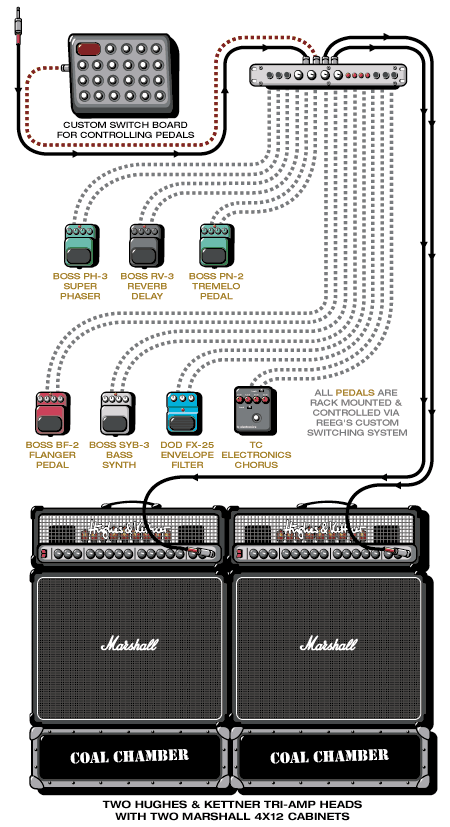 CUSTOM SWITCH BOARD
FOR CONTROLLING PEDALS
BOSS PH-3
SUPER
PHASER
BOSS RV-3
REVERB
DELAY
BOSS PN-2
TREMELO
PEDAL
BOSS BF-2
FLANGER
PEDAL
BOSS SYB-3
BASS
SYNTH
DOD FX-25
ENVELOPE
FILTER
TC
ELECTRONICS
CHORUS
ALL PEDALS ARE
RACK MOUNTED &
CONTROLLED VIA
REEG'S CUSTOM
SWITCHING SYSTEM
Hughes & Kettner
Hughes & Kettner
Marshall
Marshall
COAL CHAMBER
COAL CHAMBER
TWO HUGHES & KETTNER TRI-AMP HEADS
WITH TWO MARSHALL 4X12 CABINETS